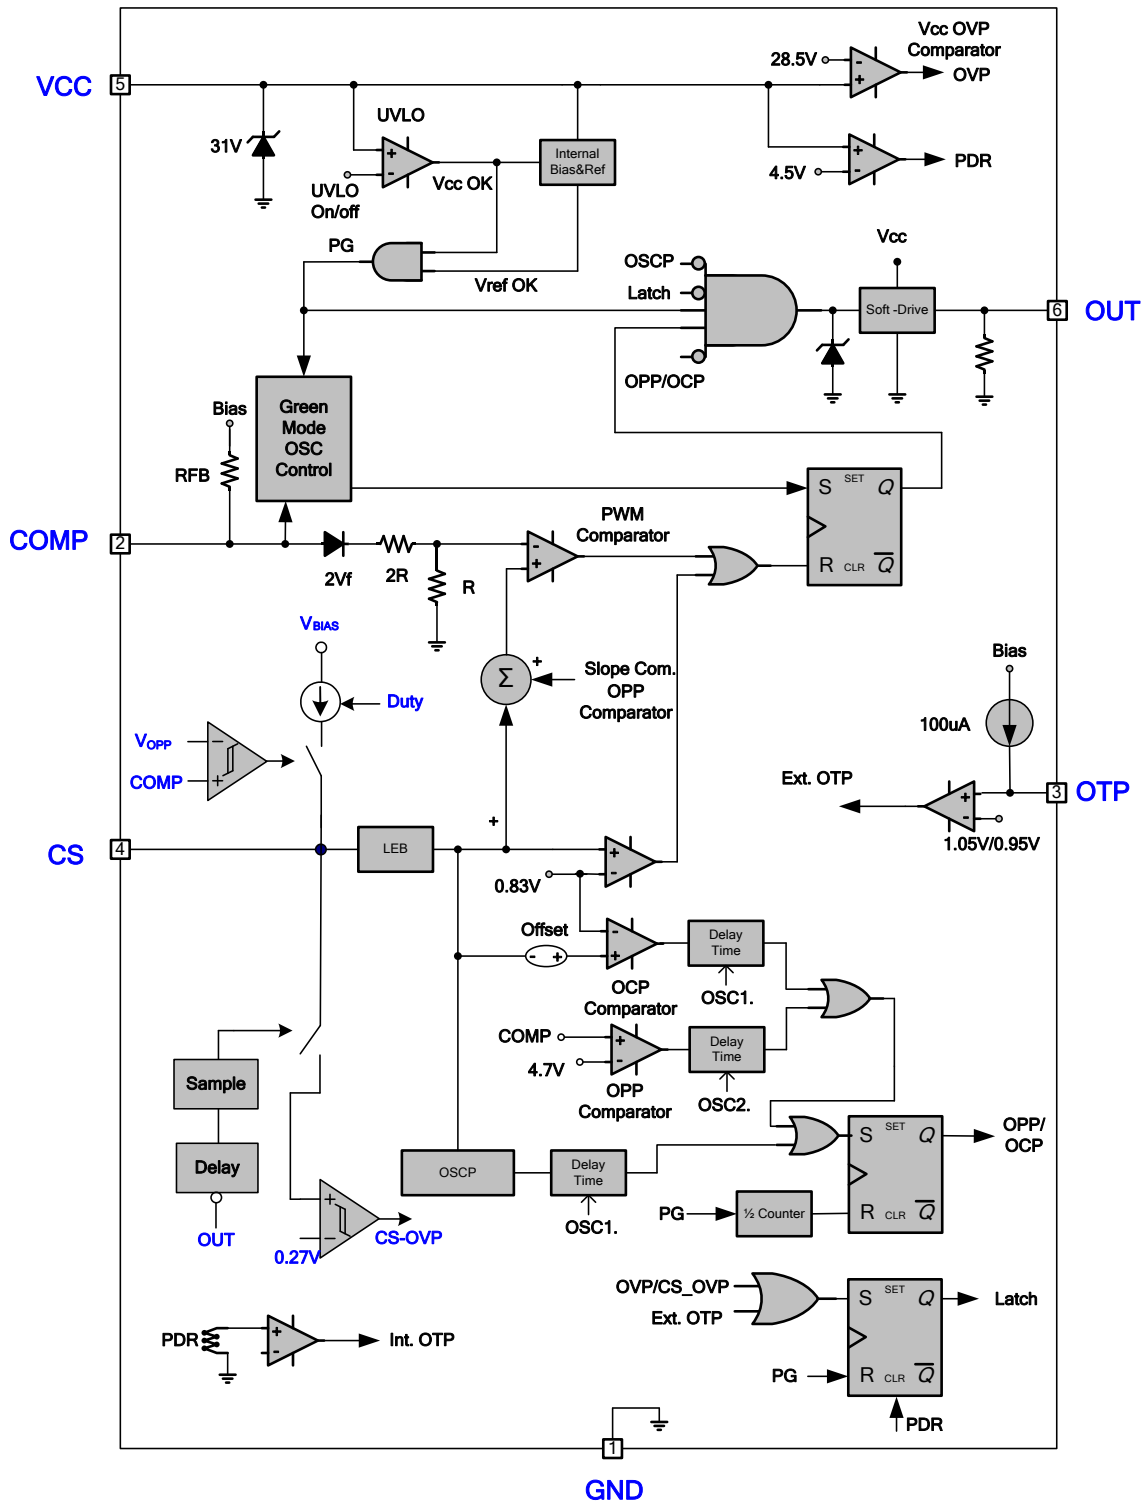 Vcc OVP
Comparator
28.5V
-
+
OVP
VCC
5
31V
UVLO
+
-
UVLO
On/off
Vcc OK
Internal
Bias&Ref
+
-
4.5V
PDR
PG
Vref OK
OSCP
Latch
OPP/OCP
Vcc
Soft -Drive
6
OUT
Bias
RFB
Green
Mode
OSC
Control
S SET Q
R CLR Q
COMP
2
2Vf
2R
R
-
+
PWM
Comparator
VBIAS
Duty
Σ
+
Slope Com.
OPP
Comparator
VOPP
COMP
-
+
Bias
100uA
Ext. OTP
+
-
3
OTP
1.05V/0.95V
+
CS
4
LEB
+
-
0.83V
Offset
- +
-
+
OCP
Comparator
Delay
Time
OSC1.
COMP
4.7V
+
-
OPP
Comparator
Delay
Time
OSC2.
Sample
Delay
OUT
0.27V
+
-
CS-OVP
OSCP
Delay
Time
OSC1.
S SET Q
R CLR Q
OPP/
OCP
PG
½ Counter
OVP/CS_OVP
Ext. OTP
S SET Q
R CLR Q
Latch
PG
PDR
PDR
+
-
Int. OTP
1
GND